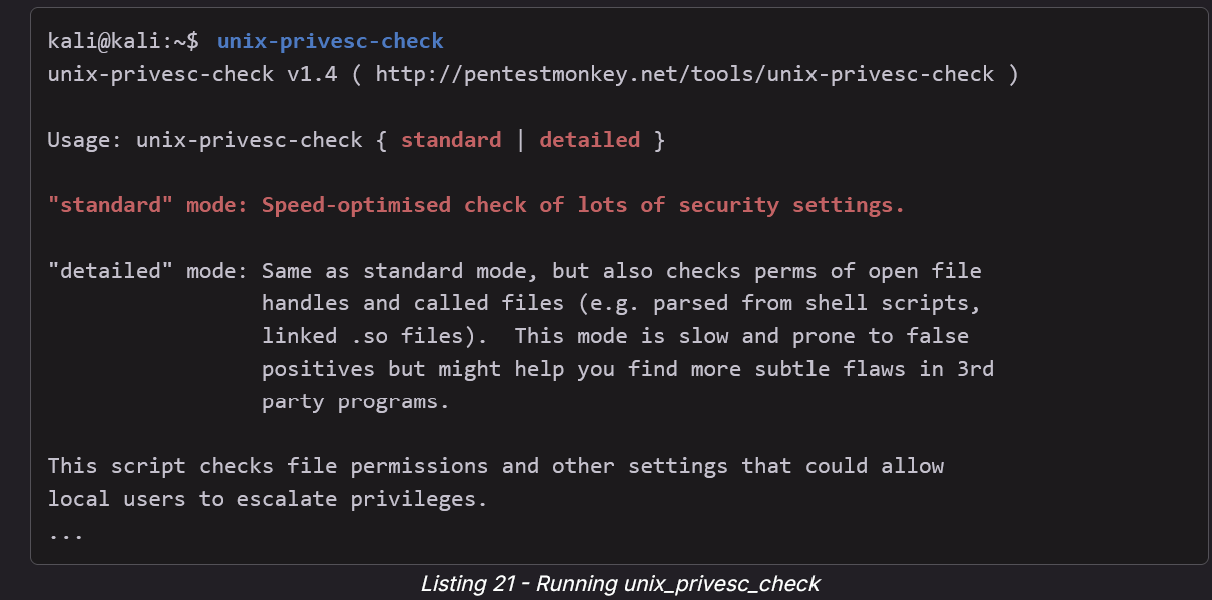 kali@kali:~$ unix-privesc-check
unix-privesc-check v1.4 ( http://pentestmonkey.net/tools/unix-privesc-check )
Usage: unix-privesc-check { standard | detailed }
"standard" mode: Speed-optimised check of lots of security settings.
"detailed" mode: Same as standard mode, but also checks perms of open file
handles and called files (e.g. parsed from shell scripts,
linked .so files).  This mode is slow and prone to false
positives but might help you find more subtle flaws in 3rd
party programs.
This script checks file permissions and other settings that could allow
local users to escalate privileges.
...
Listing 21 - Running unix_privesc_check